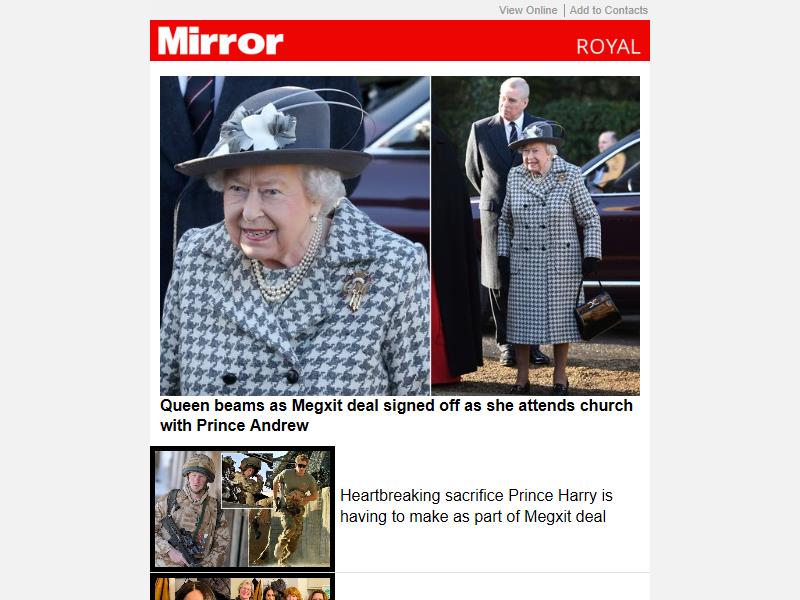 View Online | Add to Contacts
Mirror ROYAL
Queen beams as Megxit deal signed off as she attends church
with Prince Andrew
Heartbreaking sacrifice Prince Harry is
having to make as part of Megxit deal